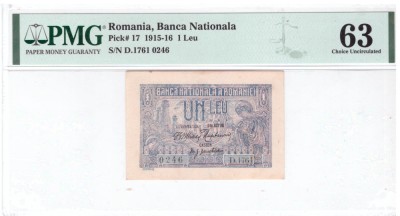 PMG
PAPER MONEY GUARANTY
Romania, Banca Nationala
Pick# 17 1915-16 1 Leu
S/N D.1761 0246
63
Choice Uncirculated
BANCA NATIONALA A ROMANIEI
UN LEU
0246
D.1761